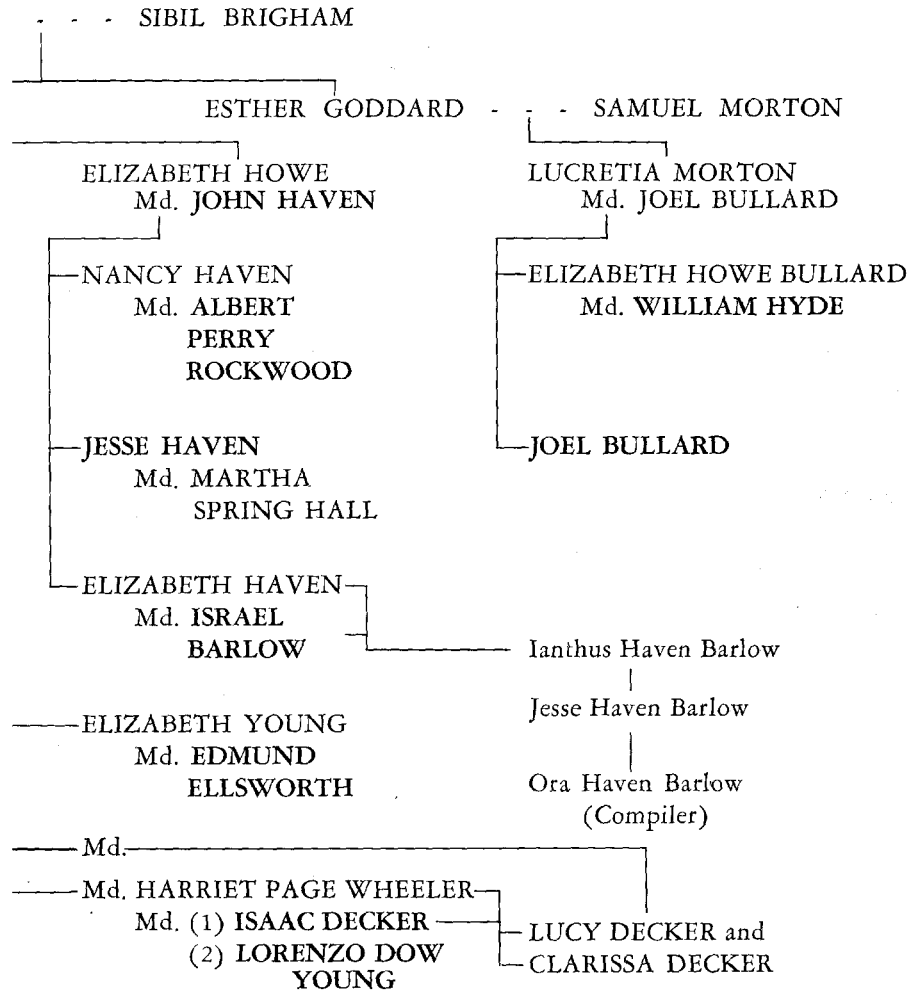 - - - SIBIL BRIGHAM
ESTHER GODDARD - - - SAMUEL MORTON
ELIZABETH HOWE
Md. JOHN HAVEN
LUCRETIA MORTON
Md. JOEL BULLARD
NANCY HAVEN
Md. ALBERT
PERRY
ROCKWOOD
ELIZABETH HOWE BULLARD
Md. WILLIAM HYDE
JESSE HAVEN
Md. MARTHA
SPRING HALL
JOEL BULLARD
ELIZABETH HAVEN
Md. ISRAEL
BARLOW
Ianthus Haven Barlow
Jesse Haven Barlow
Ora Haven Barlow
(Compiler)
ELIZABETH YOUNG
Md. EDMUND
ELLSWORTH
Md.
Md. HARRIET PAGE WHEELER
Md. (1) ISAAC DECKER
(2) LORENZO DOW
YOUNG
LUCY DECKER and
CLARISSA DECKER